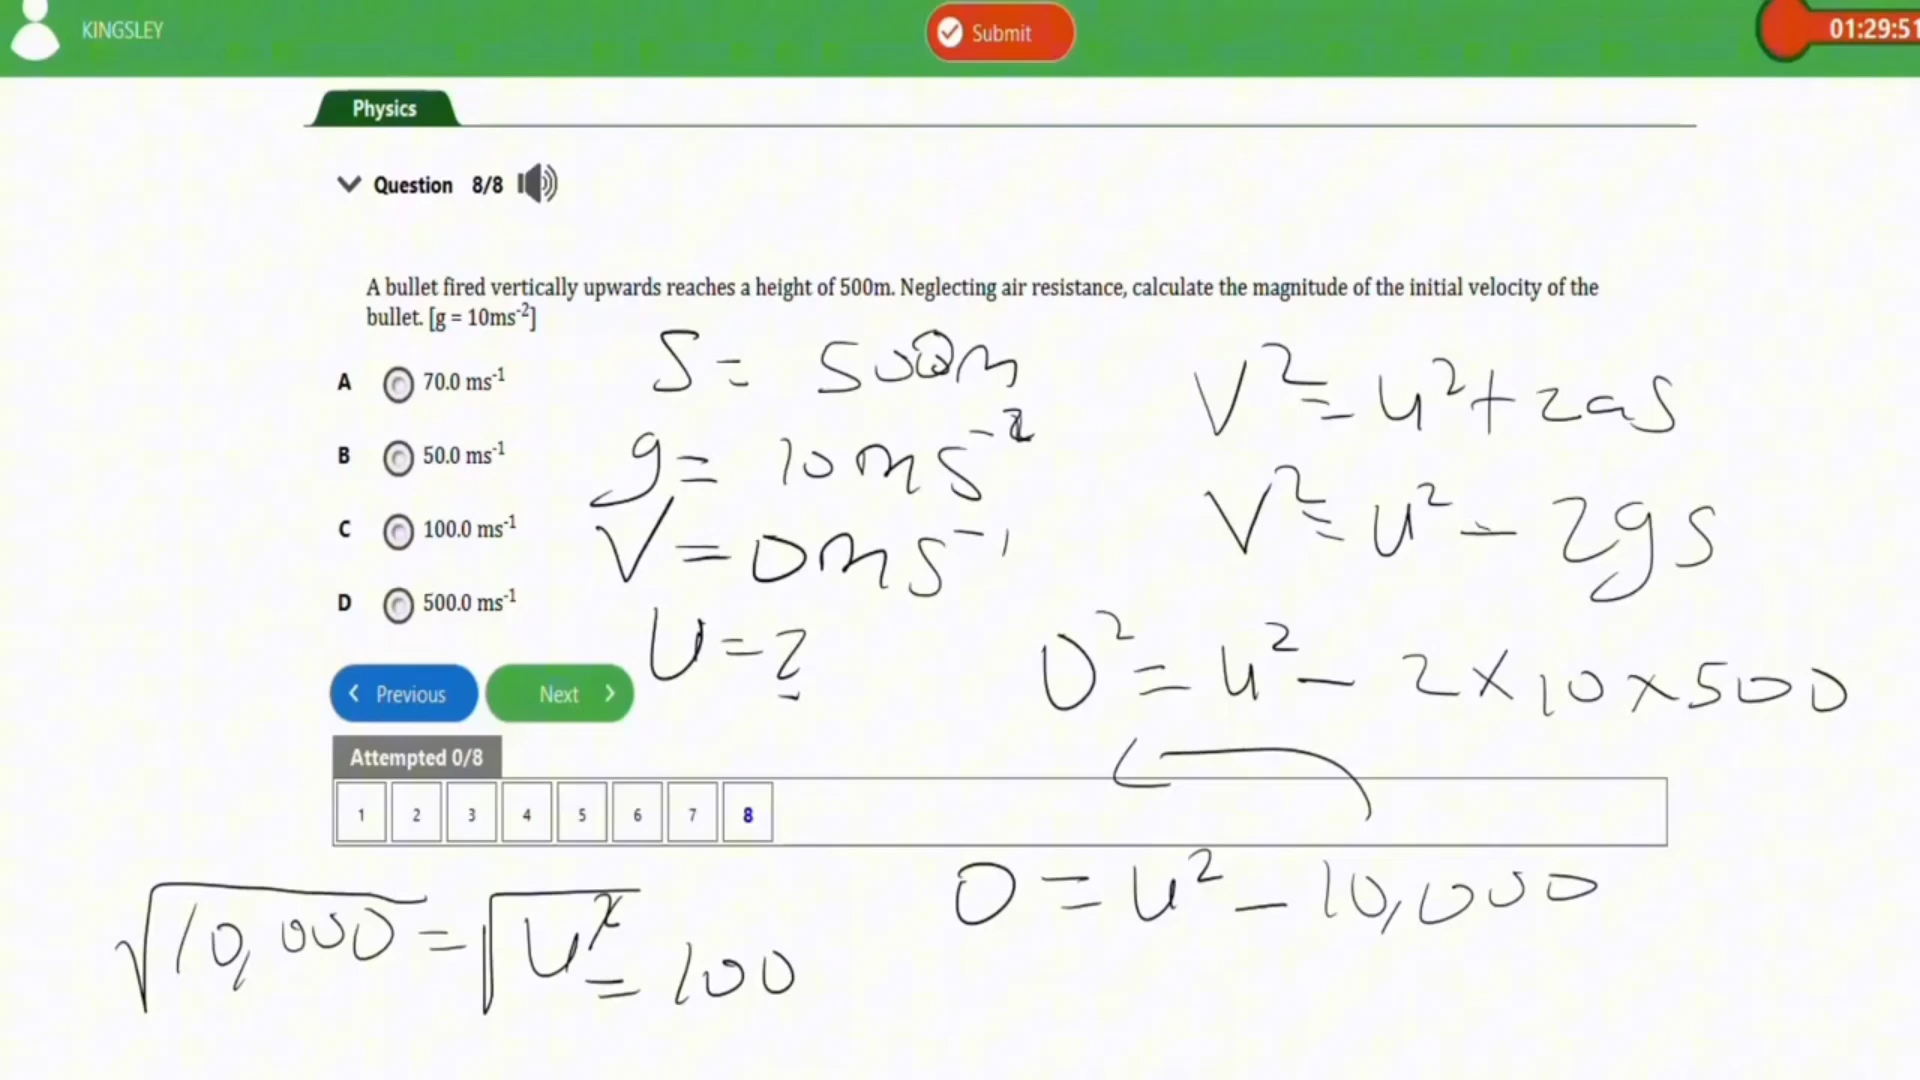 KINGSLEY
Submit
01:29:51
Physics
Question 8/8
A bullet fired vertically upwards reaches a height of 500m. Neglecting air resistance, calculate the magnitude of the initial velocity of the
bullet. [g = 10ms⁻²]
A 70.0 ms⁻¹
B 50.0 ms⁻¹
C 100.0 ms⁻¹
D 500.0 ms⁻¹
S = 500m
g = 10ms⁻²
V = 0ms⁻¹
U = ?
V² = u² + 2as
V² = u² - 2gs
0² = u² - 2 x 10 x 500
Previous
Next
Attempted 0/8
1 2 3 4 5 6 7 8
0 = u² - 10,000
√10,000 = √u² = 100